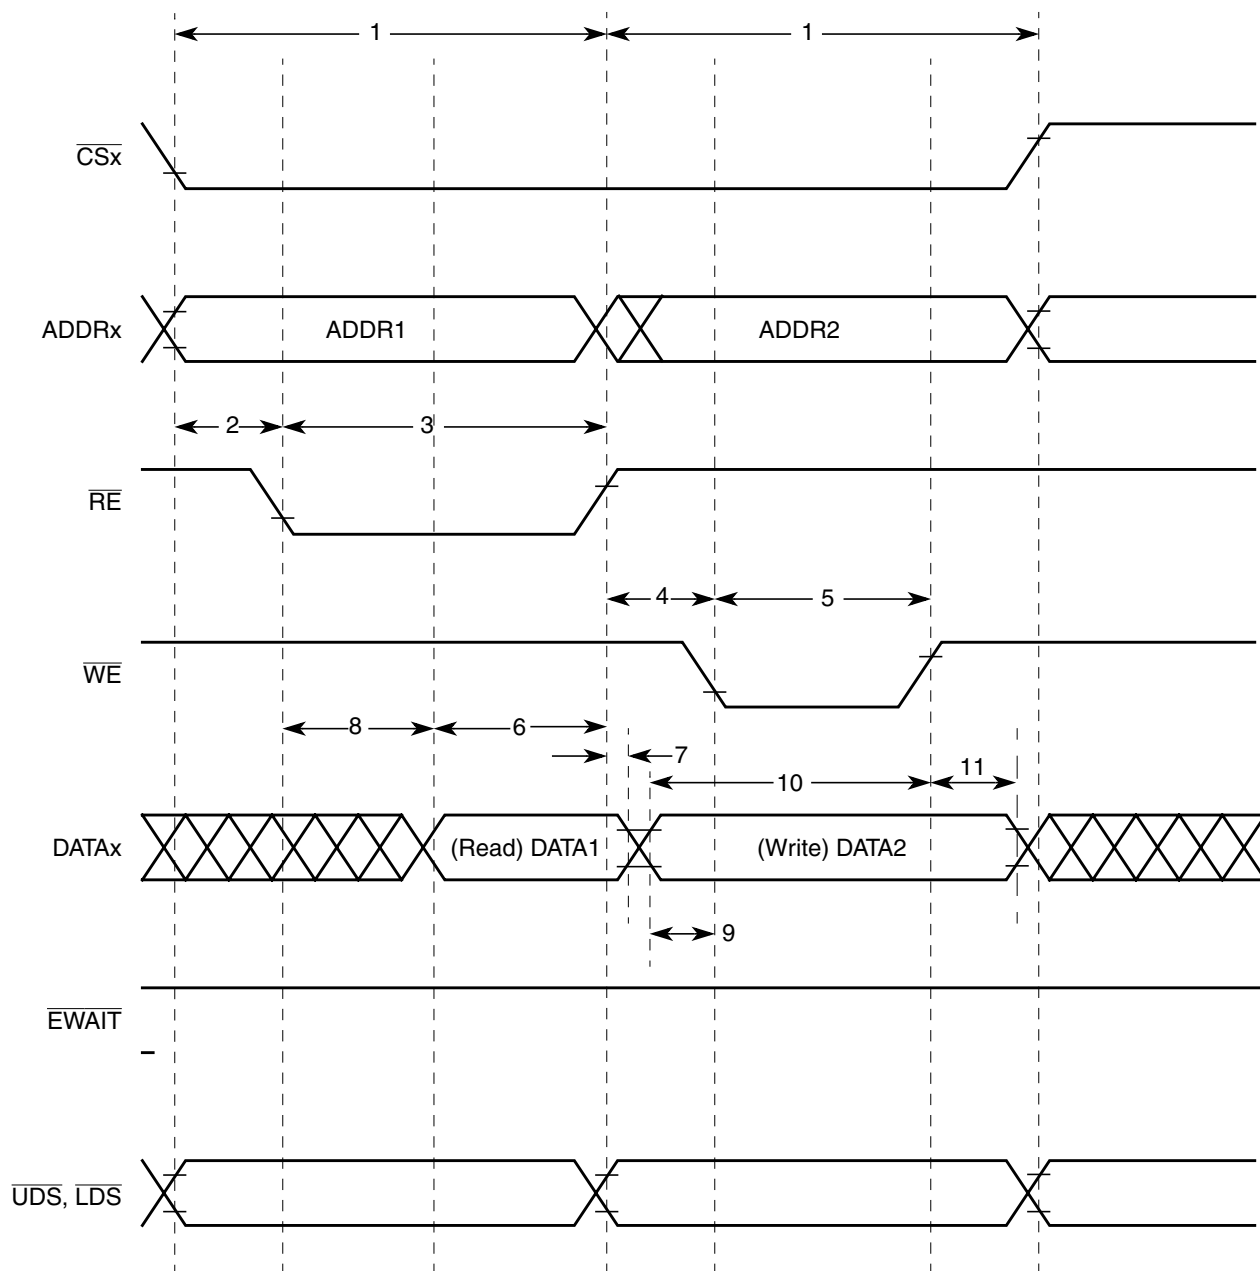 1 1
CSx
ADDRx ADDR1 ADDR2
2 3
RE
4 5
WE
8 6
7
10 11
DATAx (Read) DATA1 (Write) DATA2
9
EWAIT
UDS, LDS